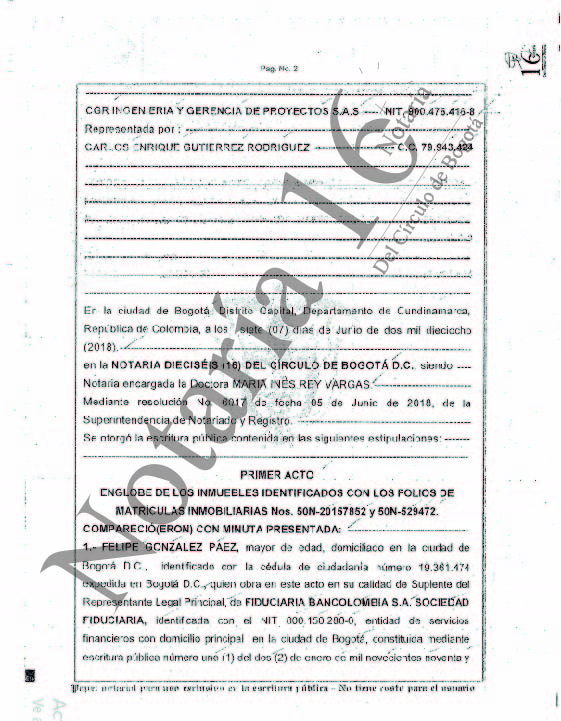 Pag. No. 2
16
CGR INGENIERIA Y GERENCIA DE PROYECTOS S.A.S ---- NIT. 900.475.416-8
Representada por : ----
CARLOS ENRIQUE GUTIERREZ RODRIGUEZ ---- C.C. 79.943.424
En la ciudad de Bogotá, Distrito Capital, Departamento de Cundinamarca,
República de Colombia, a los siete (07) días de Junio de dos mil dieciocho
(2018). ----
en la NOTARIA DIECISÉIS (16) DEL CÍRCULO DE BOGOTÁ D.C., siendo ----
Notaria encargada la Doctora MARIA INÉS REY VARGAS. ----
Mediante resolución No. 6017 de fecha 05 de Junio de 2018, de la
Superintendencia de Notariado y Registro. ----
Se otorgó la escritura pública contenida en las siguientes estipulaciones: ----
PRIMER ACTO
ENGLOBE DE LOS INMUEBLES IDENTIFICADOS CON LOS FOLIOS DE
MATRICULAS INMOBILIARIAS Nos. 50N-20157852 y 50N-529472.
COMPARECIÓ(ERON) CON MINUTA PRESENTADA: ----
1.- FELIPE GONZALEZ PÁEZ, mayor de edad, domiciliado en la ciudad de
Bogotá D.C., identificado con la cédula de ciudadanía número 19.361.474
expedida en Bogotá D.C., quien obra en este acto en su calidad de Suplente del
Representante Legal Principal, de FIDUCIARIA BANCOLOMBIA S.A. SOCIEDAD
FIDUCIARIA, identificada con el NIT 800.150.280-0, entidad de servicios
financieros con domicilio principal en la ciudad de Bogotá, constituida mediante
escritura pública número uno (1) del dos (2) de enero de mil novecientos noventa y
Papel notarial para uso exclusivo en la escritura pública - No tiene costo para el usuario
Notaría 16
Notaría
Del Círculo de Bogotá